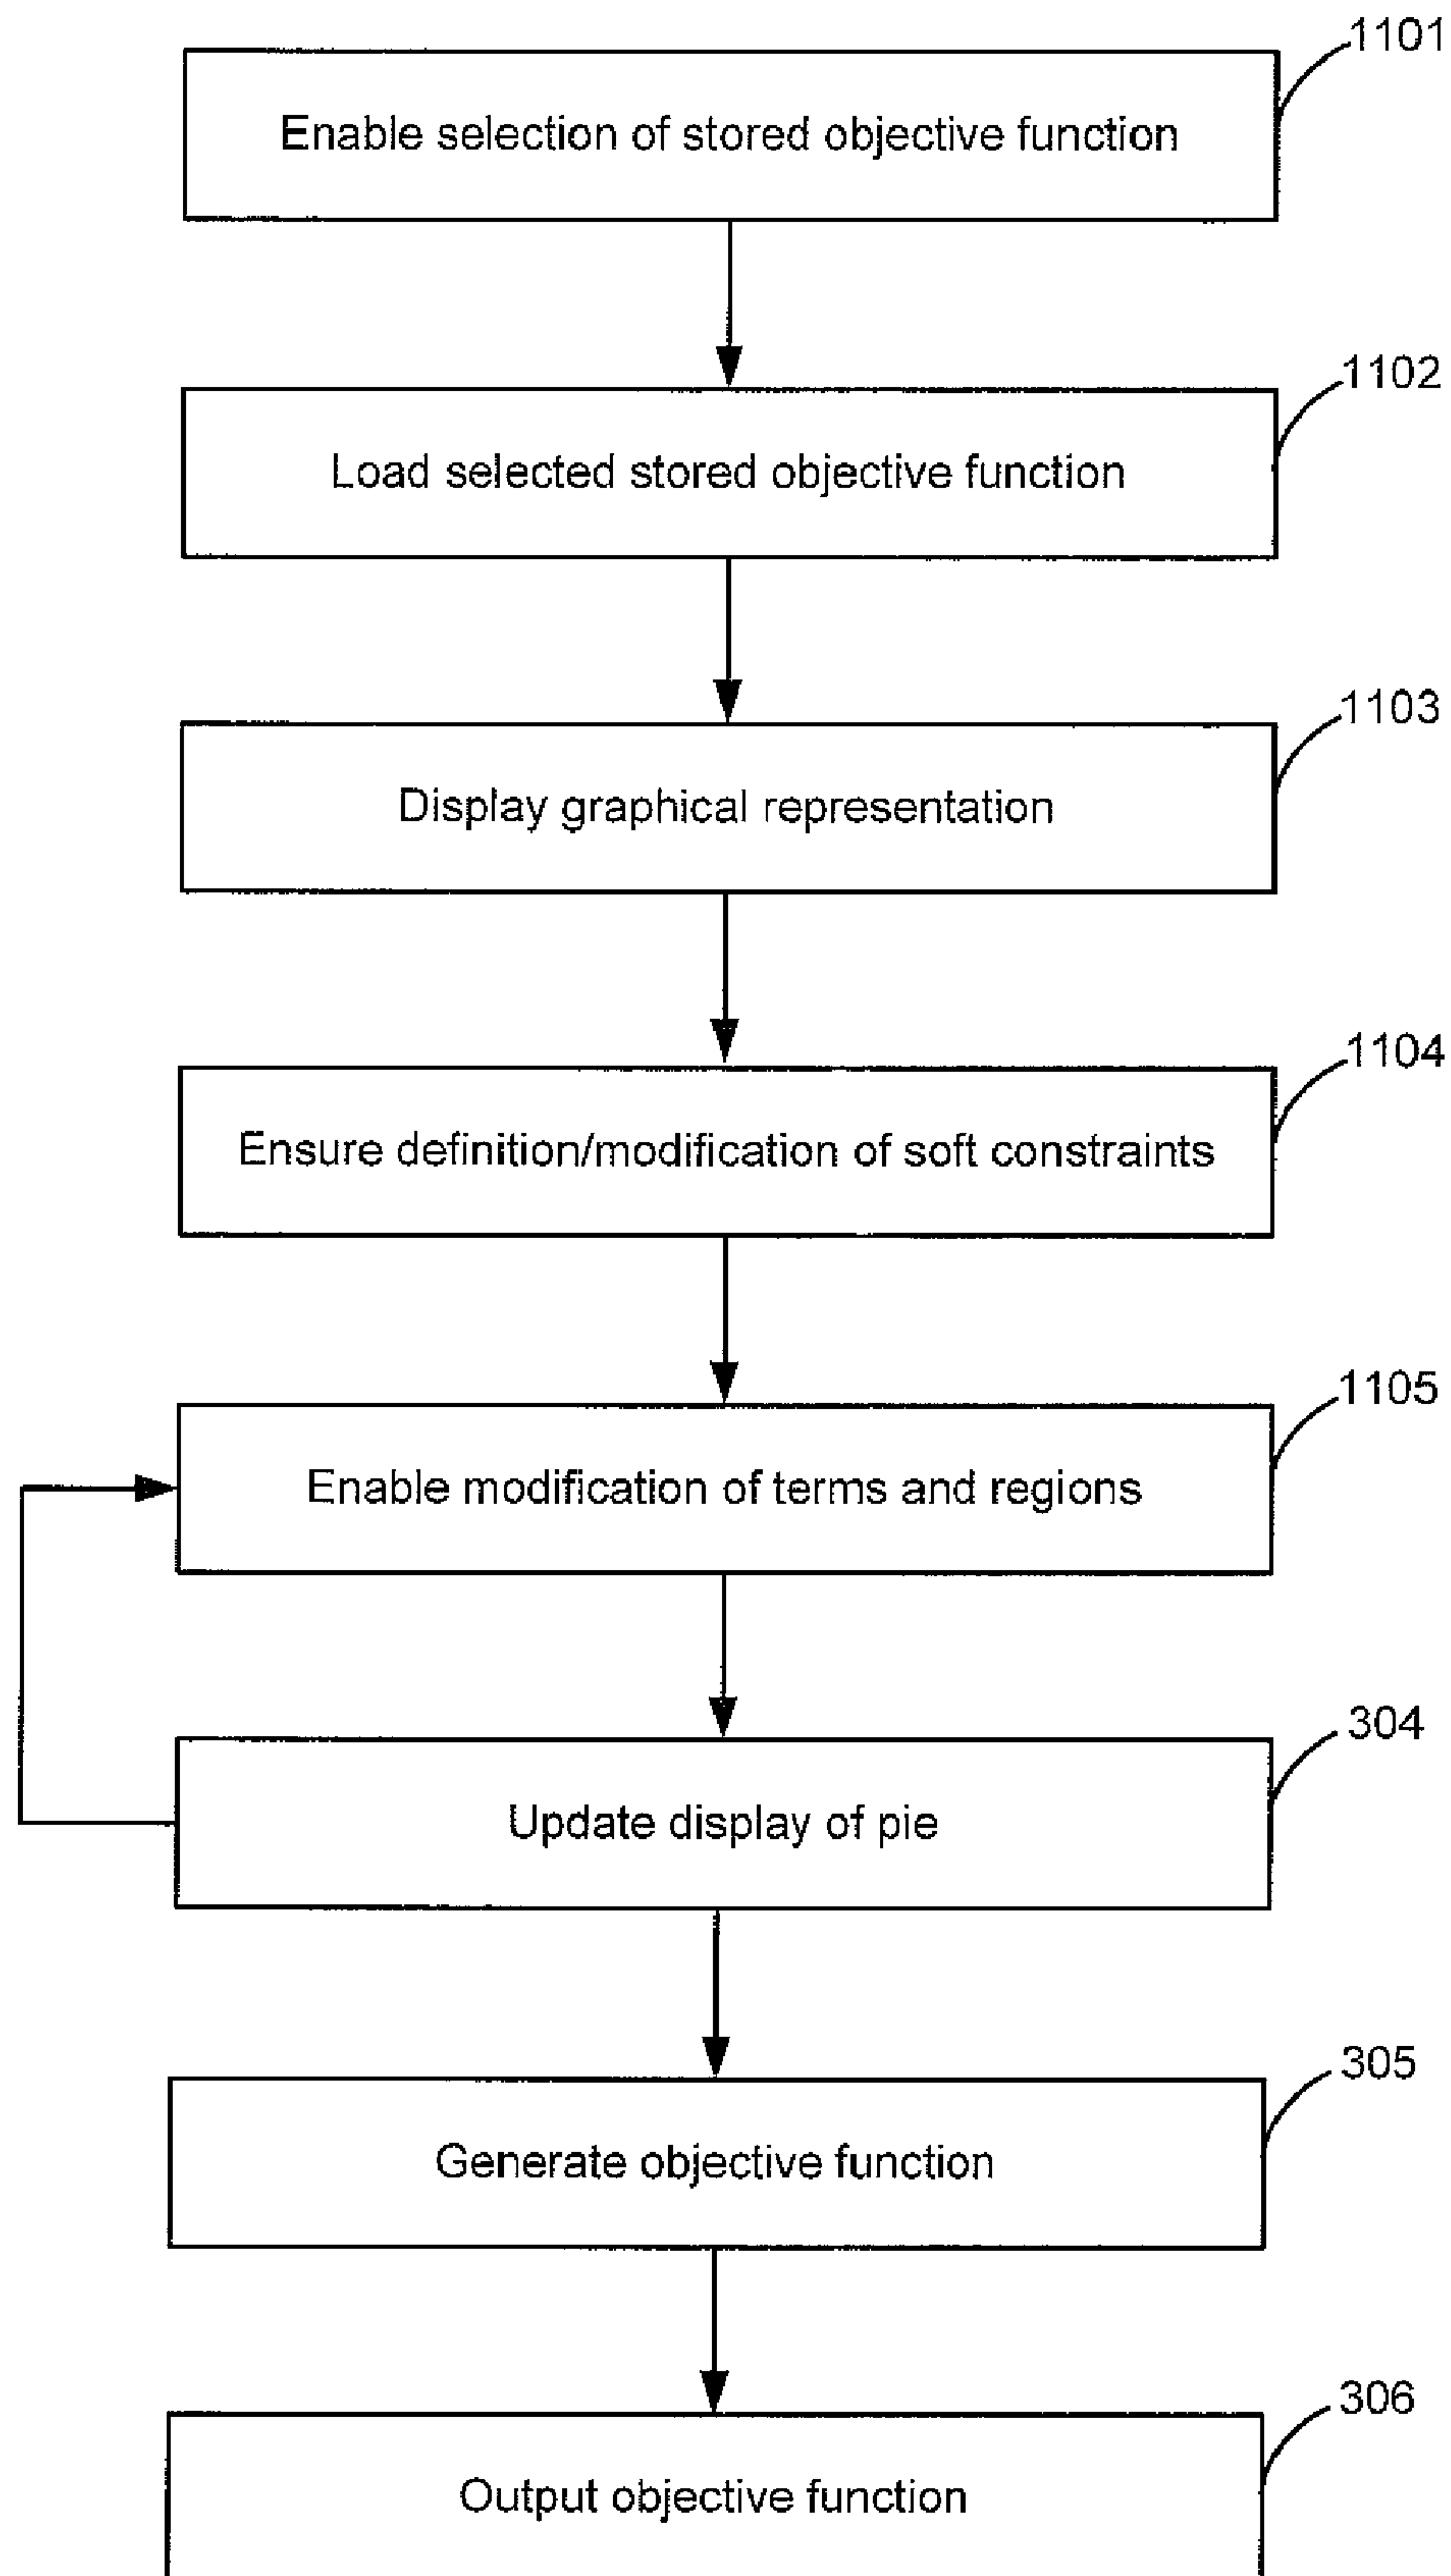 1101
Enable selection of stored objective function
1102
Load selected stored objective function
1103
Display graphical representation
1104
Ensure definition/modification of soft constraints
1105
Enable modification of terms and regions
304
Update display of pie
305
Generate objective function
306
Output objective function